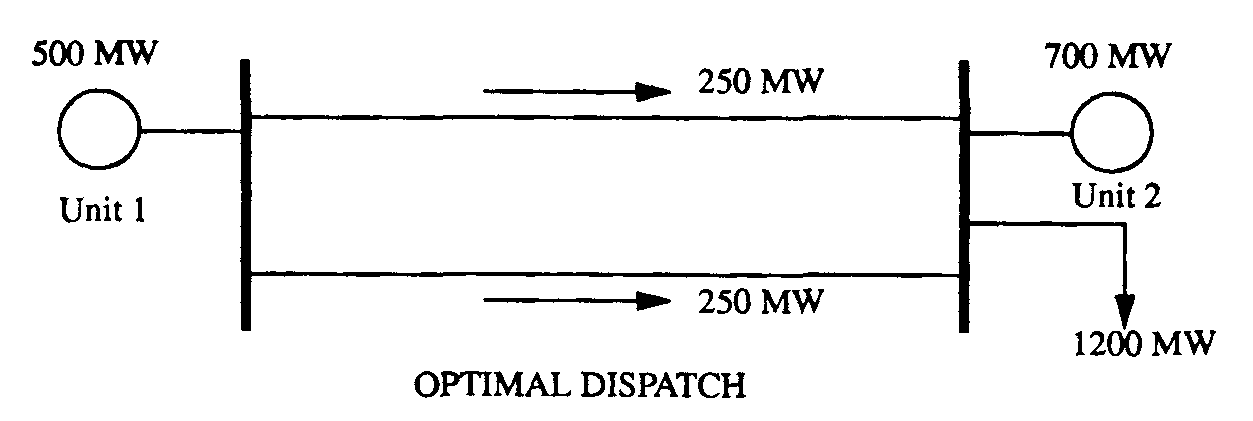 500 MW
250 MW
700 MW
Unit 1
Unit 2
250 MW
1200 MW
OPTIMAL DISPATCH